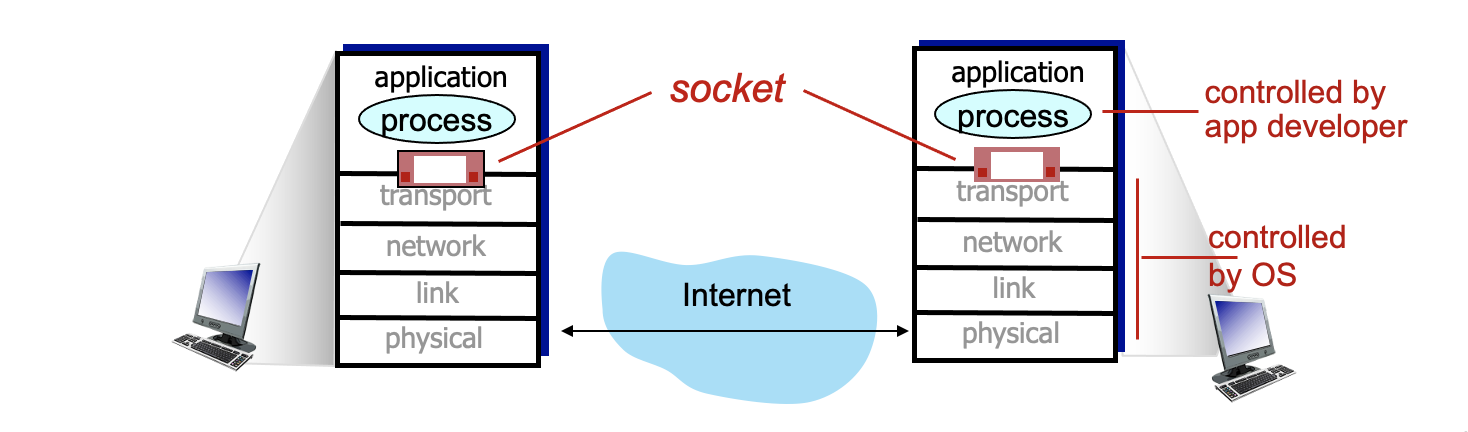 application
process
transport
network
link
physical
socket
Internet
application
process
transport
network
link
physical
controlled by
app developer
controlled
by OS